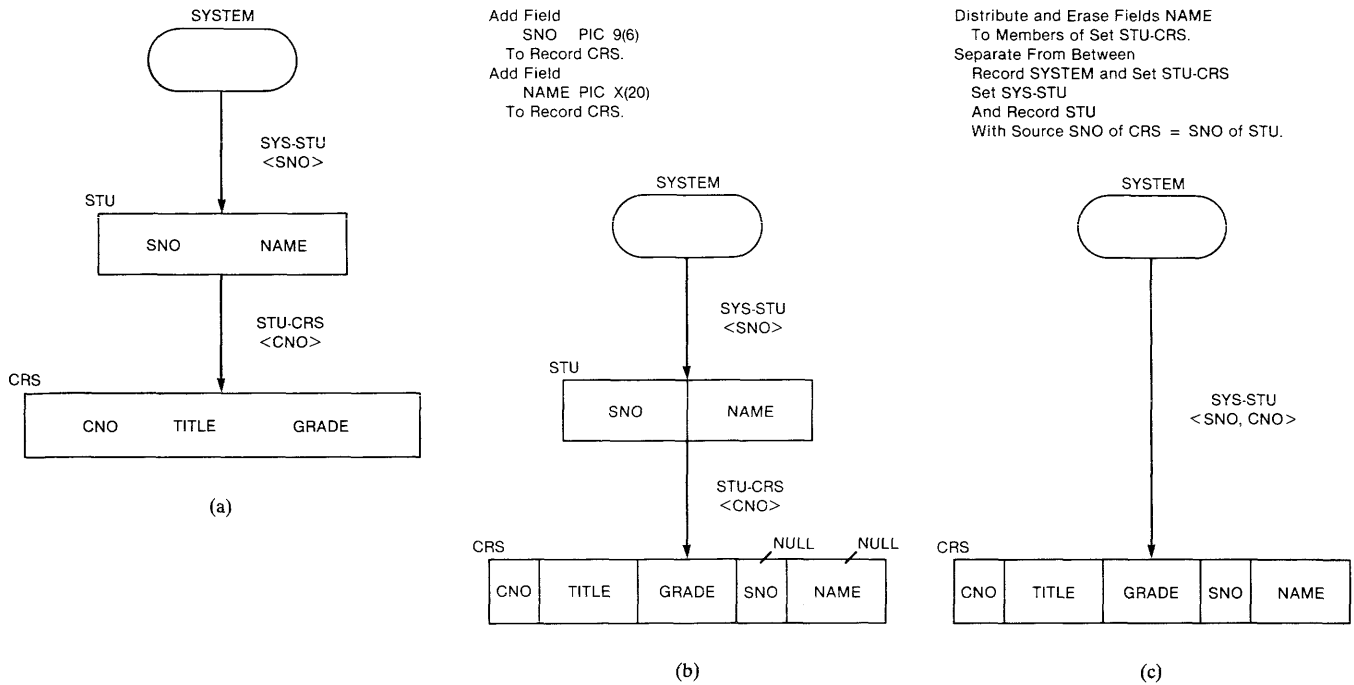 SYSTEM
SYS-STU
<SNO>
STU
SNO NAME
STU-CRS
<CNO>
CRS
CNO TITLE GRADE
(a)
Add Field
SNO PIC 9(6)
To Record CRS.
Add Field
NAME PIC X(20)
To Record CRS.
SYSTEM
SYS-STU
<SNO>
STU
SNO NAME
STU-CRS
<CNO>
CRS NULL NULL
CNO TITLE GRADE SNO NAME
(b)
Distribute and Erase Fields NAME
To Members of Set STU-CRS.
Separate From Between
Record SYSTEM and Set STU-CRS
Set SYS-STU
And Record STU
With Source SNO of CRS = SNO of STU.
SYSTEM
SYS-STU
<SNO, CNO>
CRS
CNO TITLE GRADE SNO NAME
(c)